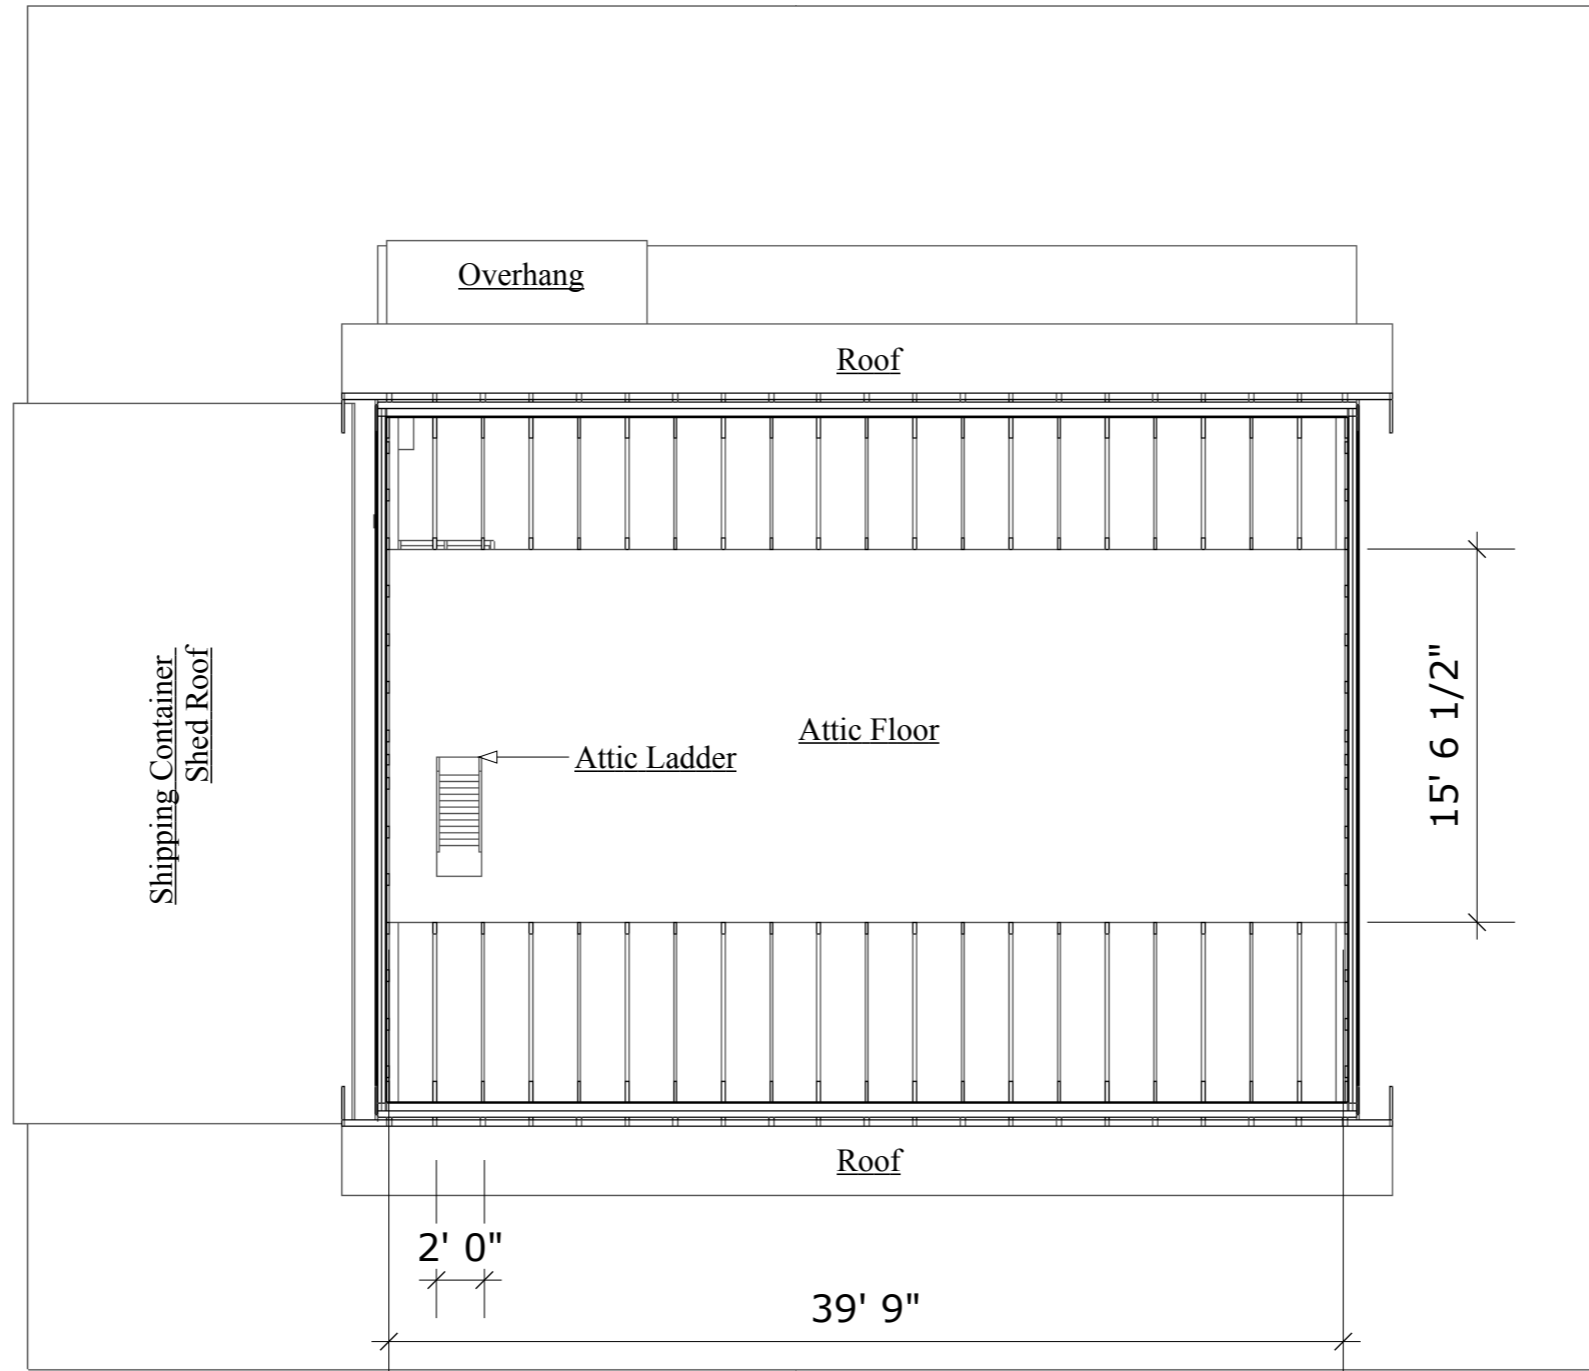 Overhang
Roof
Shipping Container
Shed Roof
Attic Floor
Attic Ladder
15' 6 1/2"
Roof
2' 0"
39' 9"